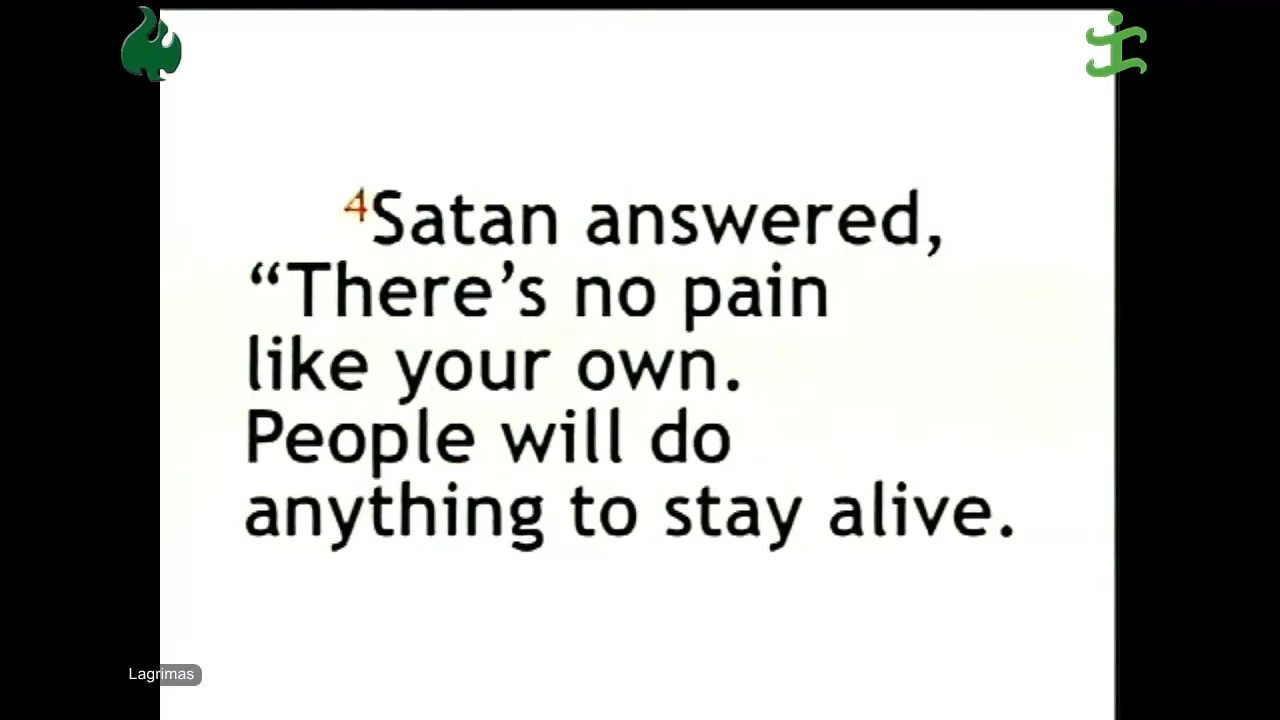 ⁴Satan answered,
“There’s no pain
like your own.
People will do
anything to stay alive.
Lagrimas